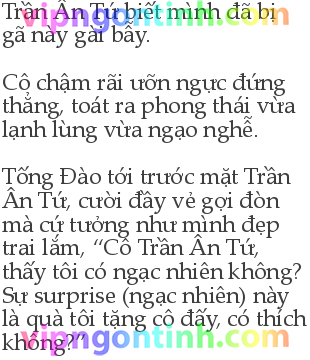 Trần Ân Tứ biết mình đã bị
gã này gài bẫy.
Cô chậm rãi ưỡn ngực đứng
thẳng, toát ra phong thái vừa
lạnh lùng vừa ngạo nghễ.
Tống Đào tới trước mặt Trần
Ân Tứ, cười đầy vẻ gợi đòn
mà cứ tưởng như mình đẹp
trai lắm, “Cô Trần Ân Tứ,
thấy tôi có ngạc nhiên không?
Sự surprise (ngạc nhiên) này
là quà tôi tặng cô đấy, có thích
không?”
vipngontinh.com
vipngontinh.com